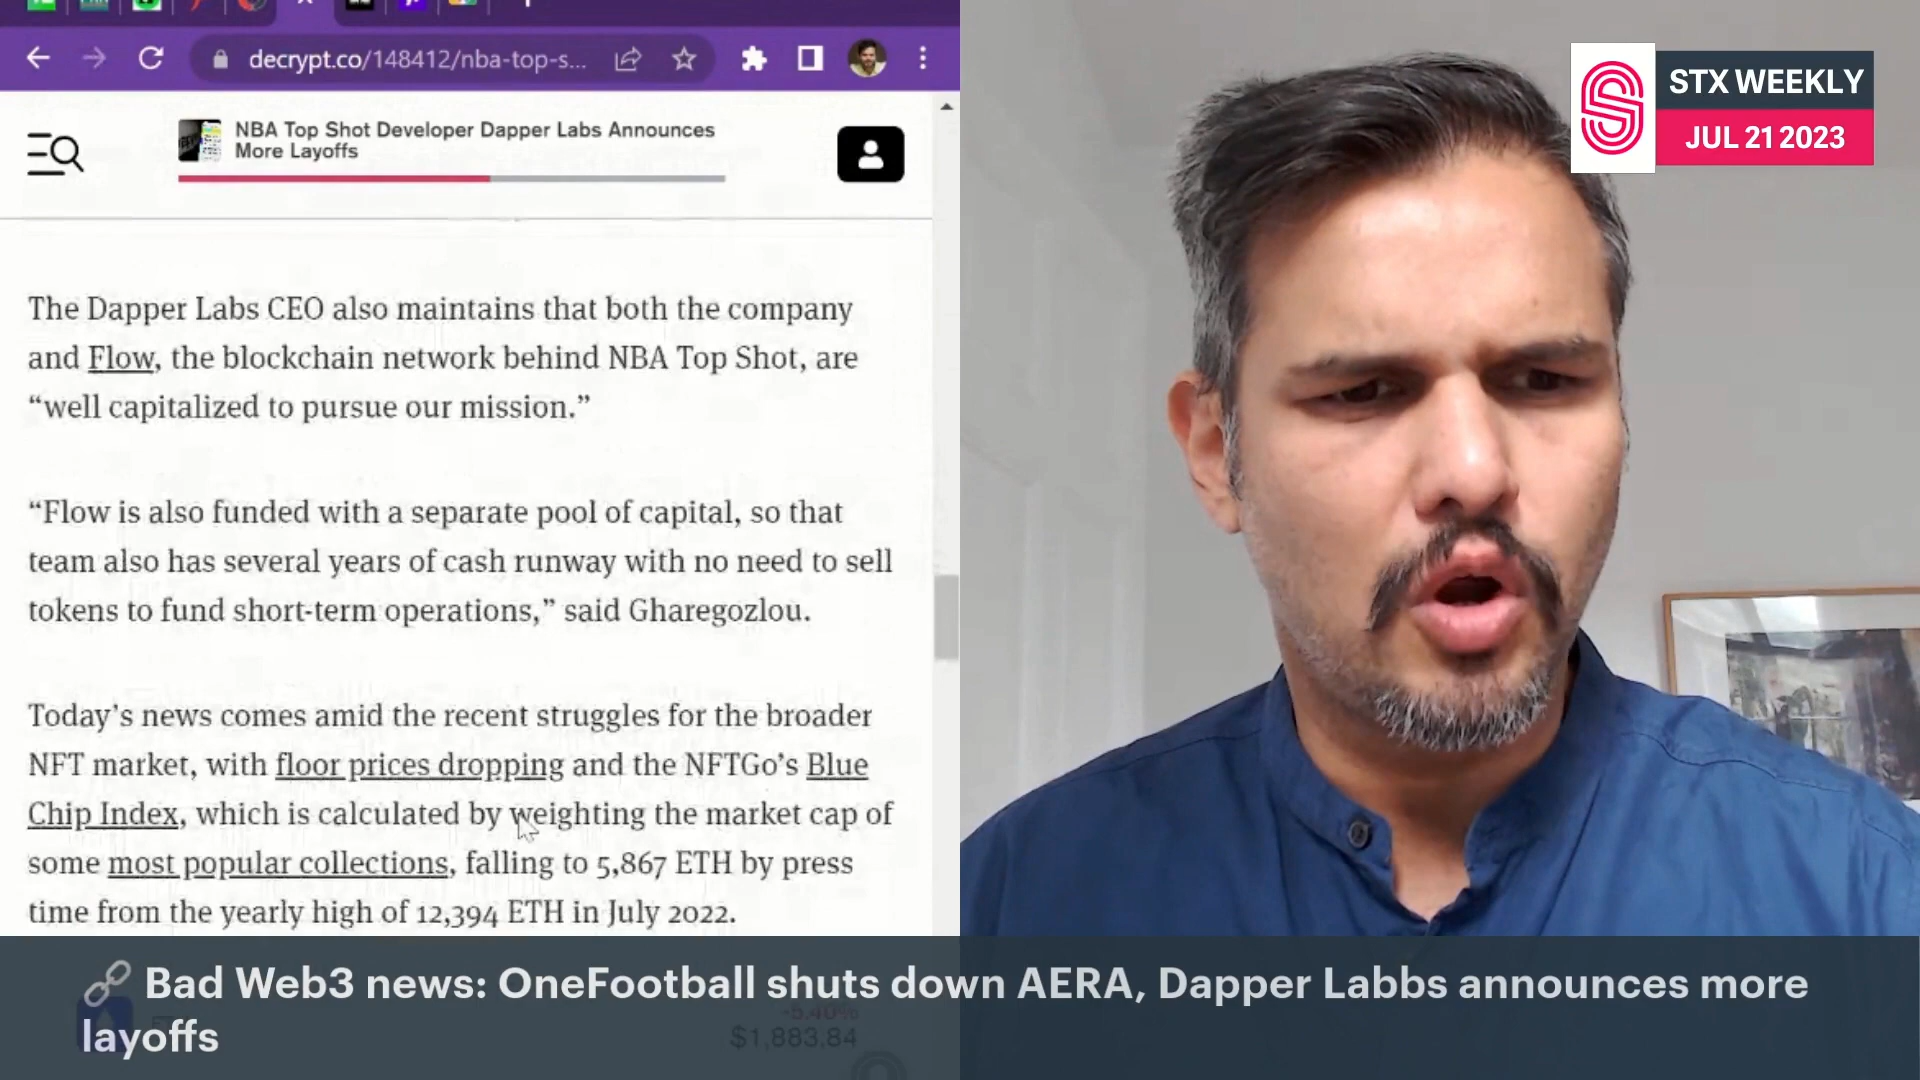 decrypt.co/148412/nba-top-s...
NBA Top Shot Developer Dapper Labs Announces
More Layoffs
The Dapper Labs CEO also maintains that both the company
and Flow, the blockchain network behind NBA Top Shot, are
“well capitalized to pursue our mission.”
“Flow is also funded with a separate pool of capital, so that
team also has several years of cash runway with no need to sell
tokens to fund short-term operations,” said Gharegozlou.
Today’s news comes amid the recent struggles for the broader
NFT market, with floor prices dropping and the NFTGo’s Blue
Chip Index, which is calculated by weighting the market cap of
some most popular collections, falling to 5,867 ETH by press
time from the yearly high of 12,394 ETH in July 2022.
STX WEEKLY
JUL 21 2023
Bad Web3 news: OneFootball shuts down AERA, Dapper Labbs announces more
layoffs
-5.40%
$1,883.84